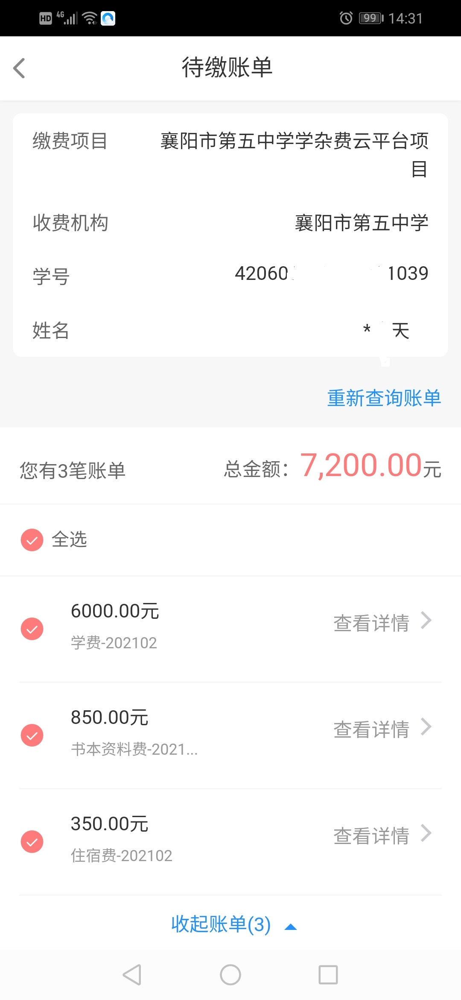 HD 4G 99 14:31
待缴账单
缴费项目 襄阳市第五中学学杂费云平台项
目
收费机构 襄阳市第五中学
学号 42060 1039
姓名 * 天
重新查询账单
您有3笔账单 总金额：7,200.00元
全选
6000.00元
查看详情
学费-202102
850.00元
查看详情
书本资料费-2021...
350.00元
查看详情
住宿费-202102
收起账单(3)